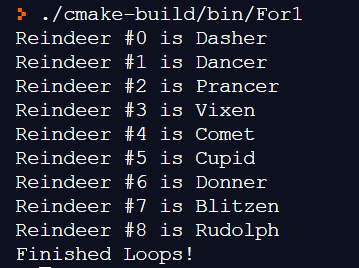 > ./cmake-build/bin/For1
Reindeer #0 is Dasher
Reindeer #1 is Dancer
Reindeer #2 is Prancer
Reindeer #3 is Vixen
Reindeer #4 is Comet
Reindeer #5 is Cupid
Reindeer #6 is Donner
Reindeer #7 is Blitzen
Reindeer #8 is Rudolph
Finished Loops!